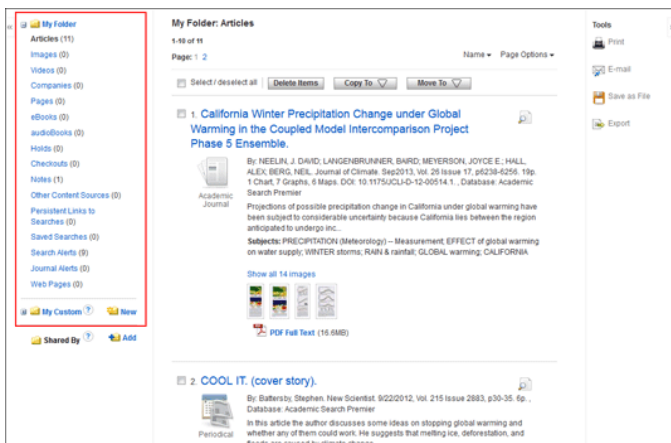 My Folder
Articles (11)
Images (0)
Videos (0)
Companies (0)
Pages (0)
eBooks (0)
audioBooks (0)
Holds (0)
Checkouts (0)
Notes (1)
Other Content Sources (0)
Persistent Links to
Searches (0)
Saved Searches (0)
Search Alerts (9)
Journal Alerts (0)
Web Pages (0)
My Custom ? New
Shared By ? Add
My Folder: Articles
1-10 of 11
Page: 1 2
Name Page Options
Select / deselect all Delete Items Copy To Move To
1. California Winter Precipitation Change under Global
Warming in the Coupled Model Intercomparison Project
Phase 5 Ensemble.
Academic
Journal
By: NEELIN, J. DAVID; LANGENBRUNNER, BAIRD; MEYERSON, JOYCE E.; HALL,
ALEX; BERG, NEIL. Journal of Climate. Sep2013, Vol. 26 Issue 17, p6238-6256. 19p.
1 Chart, 7 Graphs, 6 Maps. DOI: 10.1175/JCLI-D-12-00514.1. , Database: Academic
Search Premier
Projections of possible precipitation change in California under global warming have
been subject to considerable uncertainty because California lies between the region
anticipated to undergo inc...
Subjects: PRECIPITATION (Meteorology) -- Measurement; EFFECT of global warming
on water supply; WINTER storms; RAIN & rainfall; GLOBAL warming; CALIFORNIA
Show all 14 images
PDF Full Text (16.6MB)
2. COOL IT. (cover story).
Periodical
By: Battersby, Stephen. New Scientist. 9/22/2012, Vol. 215 Issue 2883, p30-35. 6p. ,
Database: Academic Search Premier
In this article the author discusses some ideas on stopping global warming and
whether any of them could work. He suggests that melting ice, deforestation, and
Tools
Print
E-mail
Save as File
Export